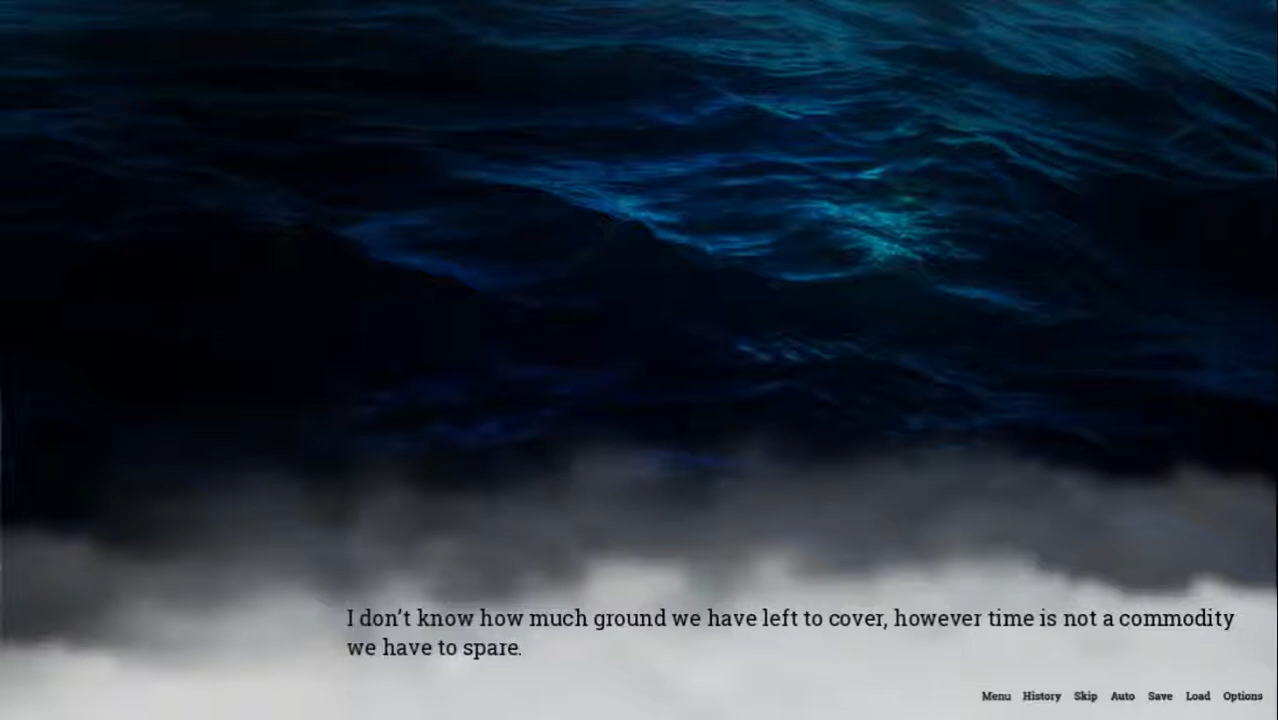 I don’t know how much ground we have left to cover, however time is not a commodity
we have to spare.
Menu History Skip Auto Save Load Options